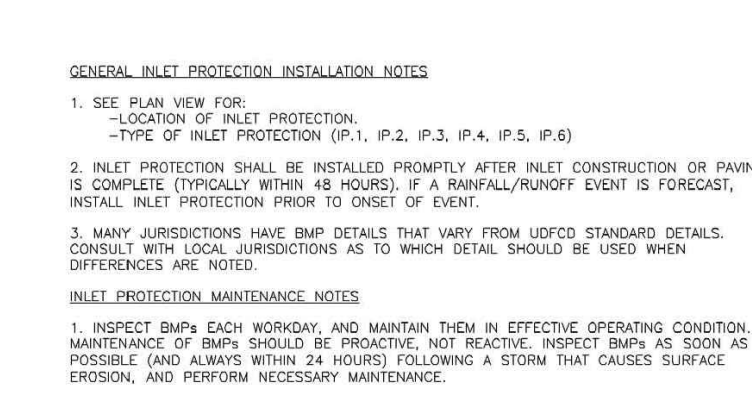 GENERAL INLET PROTECTION INSTALLATION NOTES
1. SEE PLAN VIEW FOR:
-LOCATION OF INLET PROTECTION.
-TYPE OF INLET PROTECTION (IP.1, IP.2, IP.3, IP.4, IP.5, IP.6)
2. INLET PROTECTION SHALL BE INSTALLED PROMPTLY AFTER INLET CONSTRUCTION OR PAVIN
IS COMPLETE (TYPICALLY WITHIN 48 HOURS). IF A RAINFALL/RUNOFF EVENT IS FORECAST,
INSTALL INLET PROTECTION PRIOR TO ONSET OF EVENT.
3. MANY JURISDICTIONS HAVE BMP DETAILS THAT VARY FROM UDFCD STANDARD DETAILS.
CONSULT WITH LOCAL JURISDICTIONS AS TO WHICH DETAIL SHOULD BE USED WHEN
DIFFERENCES ARE NOTED.
INLET PROTECTION MAINTENANCE NOTES
1. INSPECT BMPs EACH WORKDAY, AND MAINTAIN THEM IN EFFECTIVE OPERATING CONDITION.
MAINTENANCE OF BMPs SHOULD BE PROACTIVE, NOT REACTIVE. INSPECT BMPs AS SOON AS
POSSIBLE (AND ALWAYS WITHIN 24 HOURS) FOLLOWING A STORM THAT CAUSES SURFACE
EROSION, AND PERFORM NECESSARY MAINTENANCE.